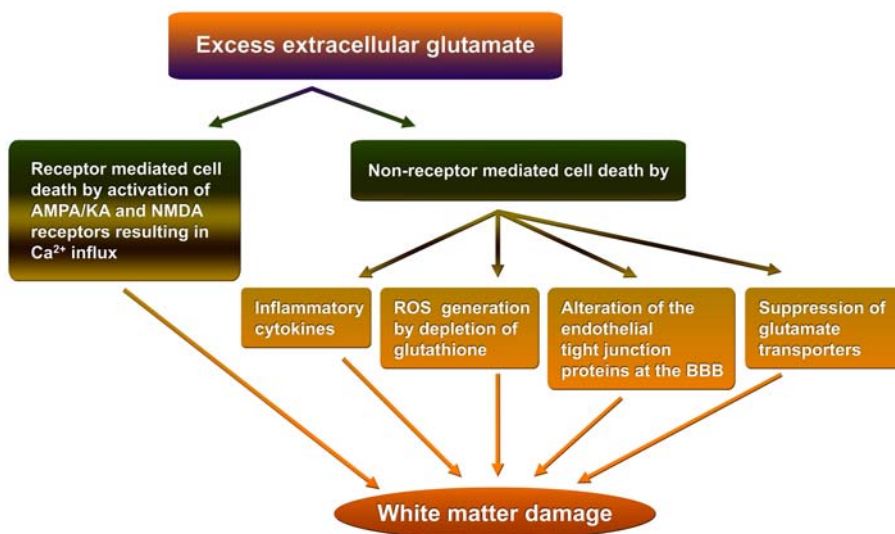 Excess extracellular glutamate
Receptor mediated cell
death by activation of
AMPA/KA and NMDA
receptors resulting in
Ca²⁺ influx
Non-receptor mediated cell death by
Inflammatory
cytokines
ROS generation
by depletion of
glutathione
Alteration of the
endothelial
tight junction
proteins at the BBB
Suppression of
glutamate
transporters
White matter damage